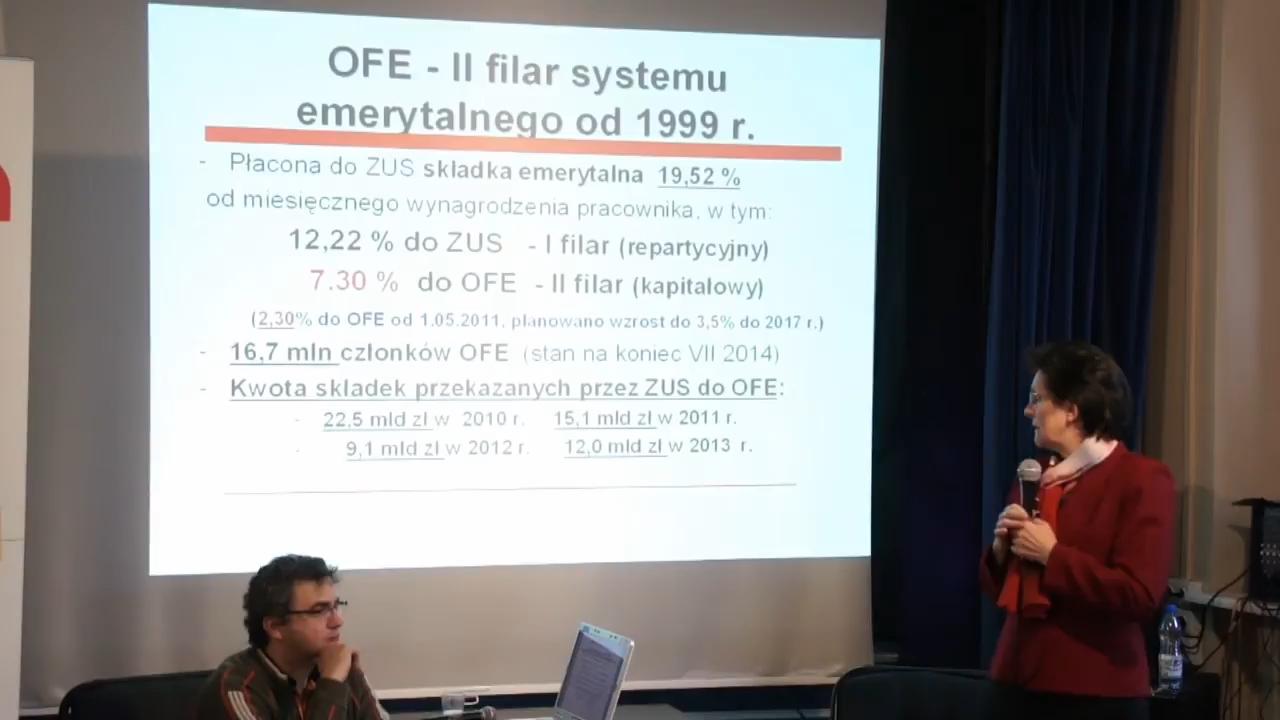 OFE - II filar systemu
emerytalnego od 1999 r.
- Płacona do ZUS składka emerytalna 19,52 %
od miesięcznego wynagrodzenia pracownika, w tym:
12,22 % do ZUS - I filar (repartycyjny)
7.30 % do OFE - II filar (kapitałowy)
(2,30% do OFE od 1.05.2011, planowano wzrost do 3,5% do 2017 r.)
- 16,7 mln członków OFE (stan na koniec VII 2014)
- Kwota składek przekazanych przez ZUS do OFE:
- 22,5 mld zł w 2010 r. 15,1 mld zł w 2011 r.
- 9,1 mld zł w 2012 r. 12,0 mld zł w 2013 r.